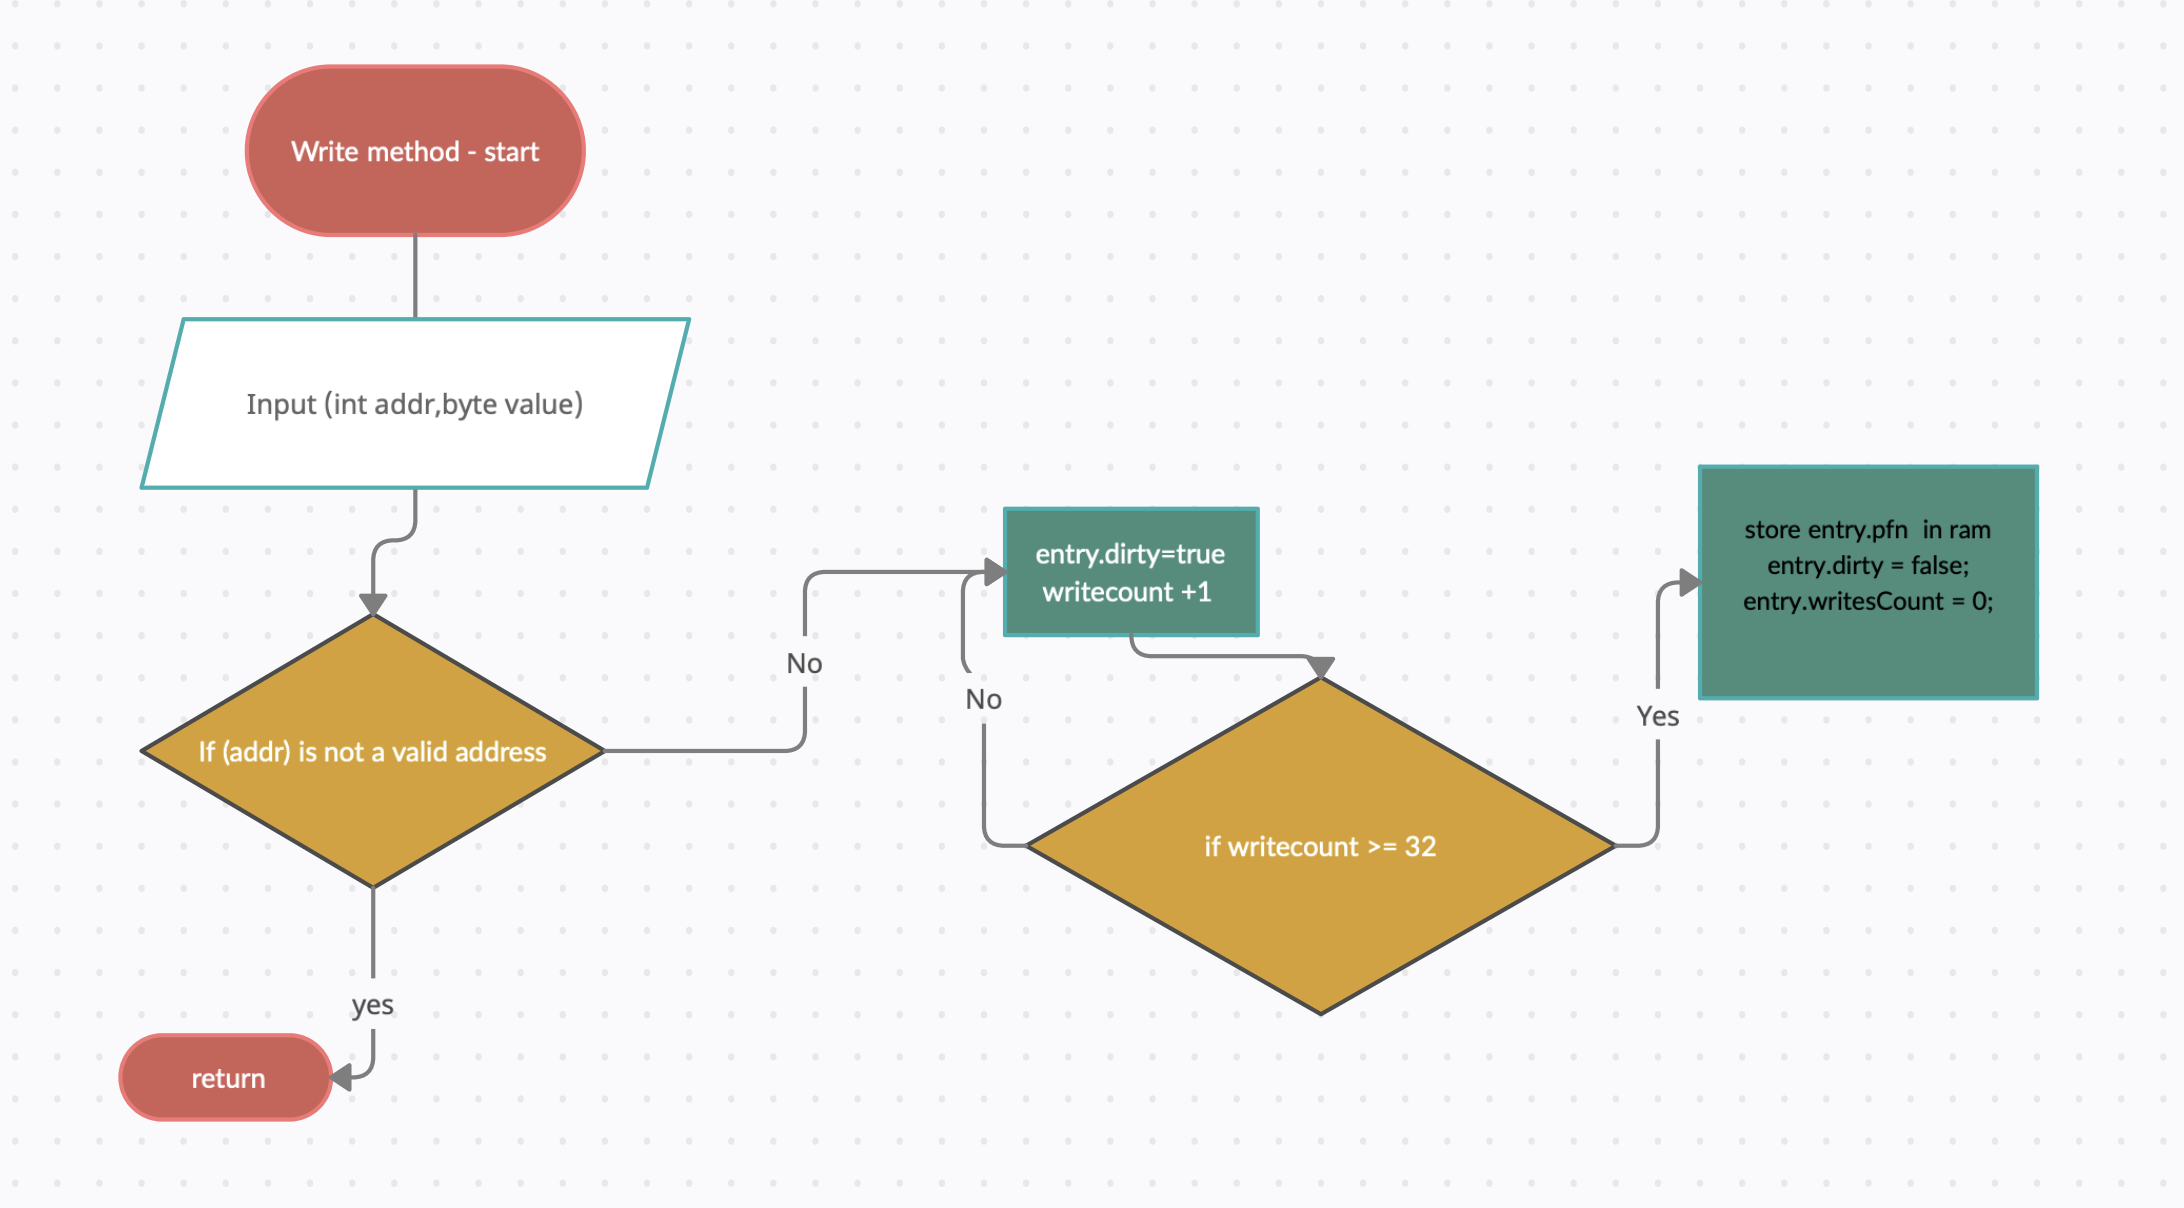 Write method - start
Input (int addr,byte value)
If (addr) is not a valid address
yes
return
No
entry.dirty=true
writecount +1
No
if writecount >= 32
Yes
store entry.pfn  in ram
entry.dirty = false;
entry.writesCount = 0;